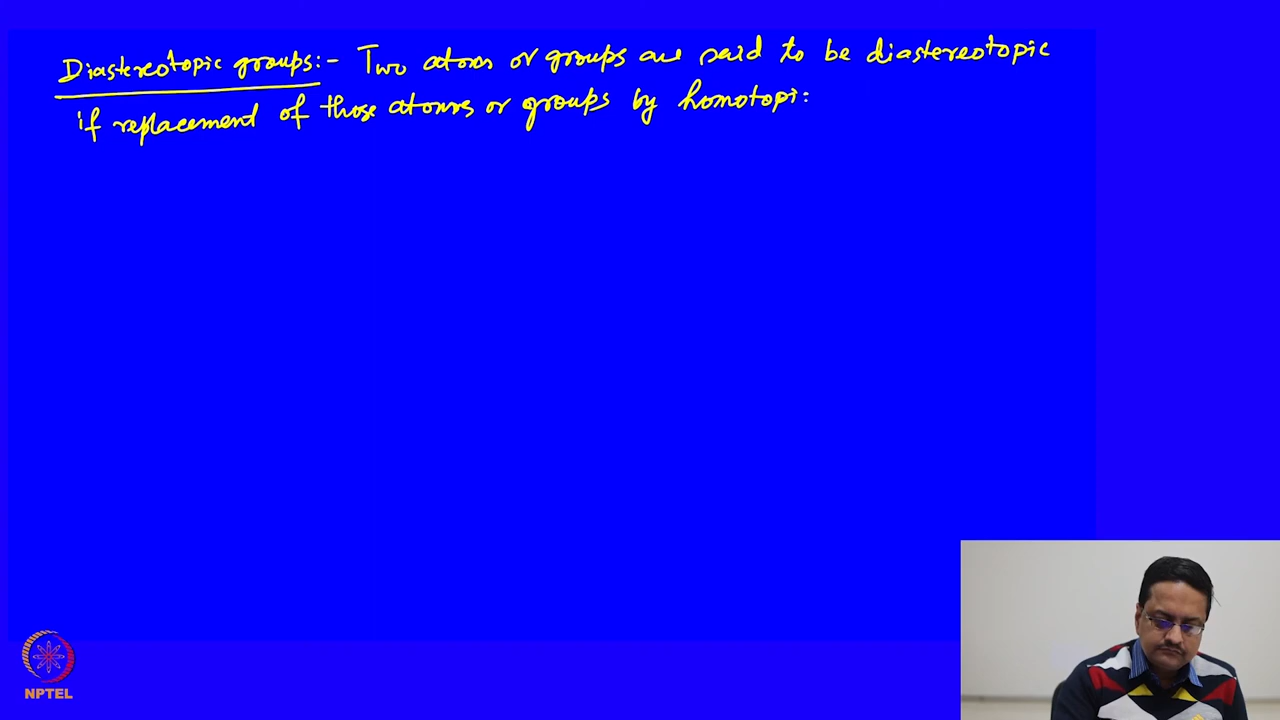 Diastereotopic groups:- Two atoms or groups are said to be diastereotopic
if replacement of those atoms or groups by homotopi:
NPTEL